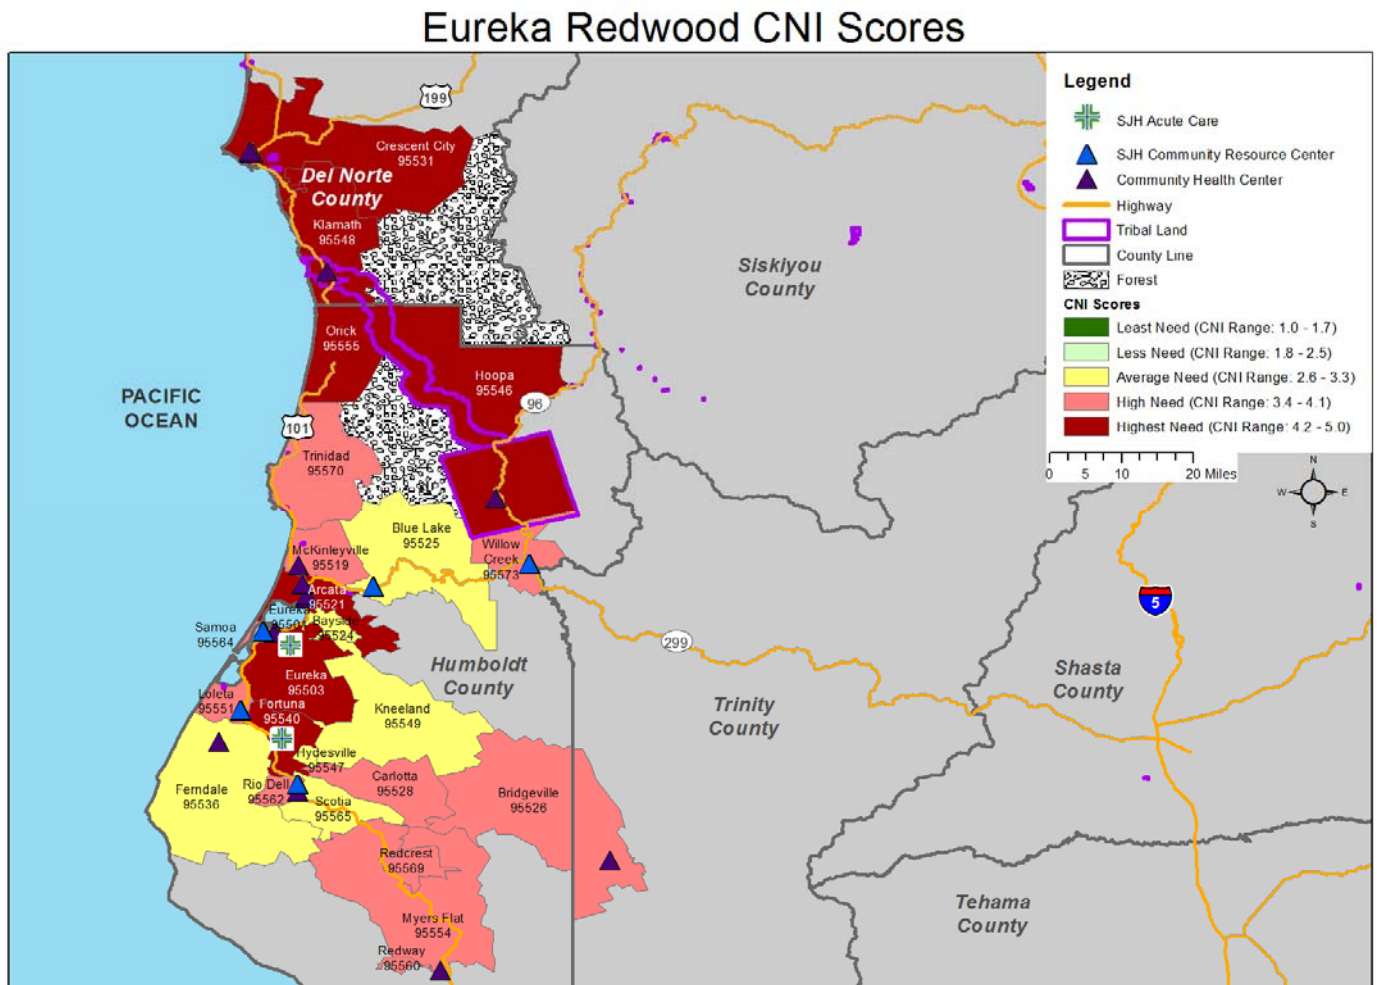 Eureka Redwood CNI Scores
Legend
SJH Acute Care
SJH Community Resource Center
Community Health Center
Highway
Tribal Land
County Line
Forest
CNI Scores
Least Need (CNI Range: 1.0 - 1.7)
Less Need (CNI Range: 1.8 - 2.5)
Average Need (CNI Range: 2.6 - 3.3)
High Need (CNI Range: 3.4 - 4.1)
Highest Need (CNI Range: 4.2 - 5.0)
0 5 10 20 Miles
N
W E
S
199
Crescent City
95531
Del Norte
County
Klamath
95548
Siskiyou
County
Orick
95555
Hoopa
95546
PACIFIC
OCEAN
96
101
Trinidad
95570
Blue Lake
95525
McKinleyville
95519
Willow
Creek
95573
Arcata
95521
Eureka
95501
Bayside
95524
Samoa
95564
5
299
Humboldt
County
Shasta
County
Eureka
95503
Loleta
95551
Fortuna
95540
Kneeland
95549
Trinity
County
Hydesville
95547
Ferndale
95536
Rio Dell
95562
Scotia
95565
Carlotta
95528
Bridgeville
95526
Redcrest
95569
Tehama
County
Myers Flat
95554
Redway
95560